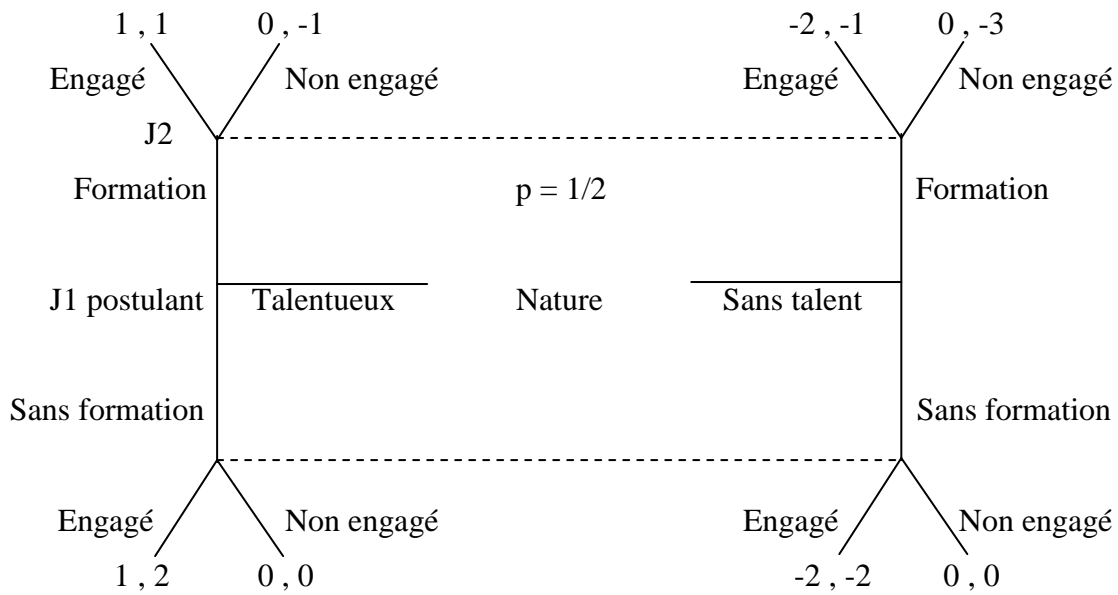 1 , 1 0 , -1 -2 , -1 0 , -3
Engagé Non engagé Engagé Non engagé
J2
Formation p = 1/2 Formation
J1 postulant Talentueux Nature Sans talent
Sans formation Sans formation
Engagé Non engagé Engagé Non engagé
1 , 2 0 , 0 -2 , -2 0 , 0